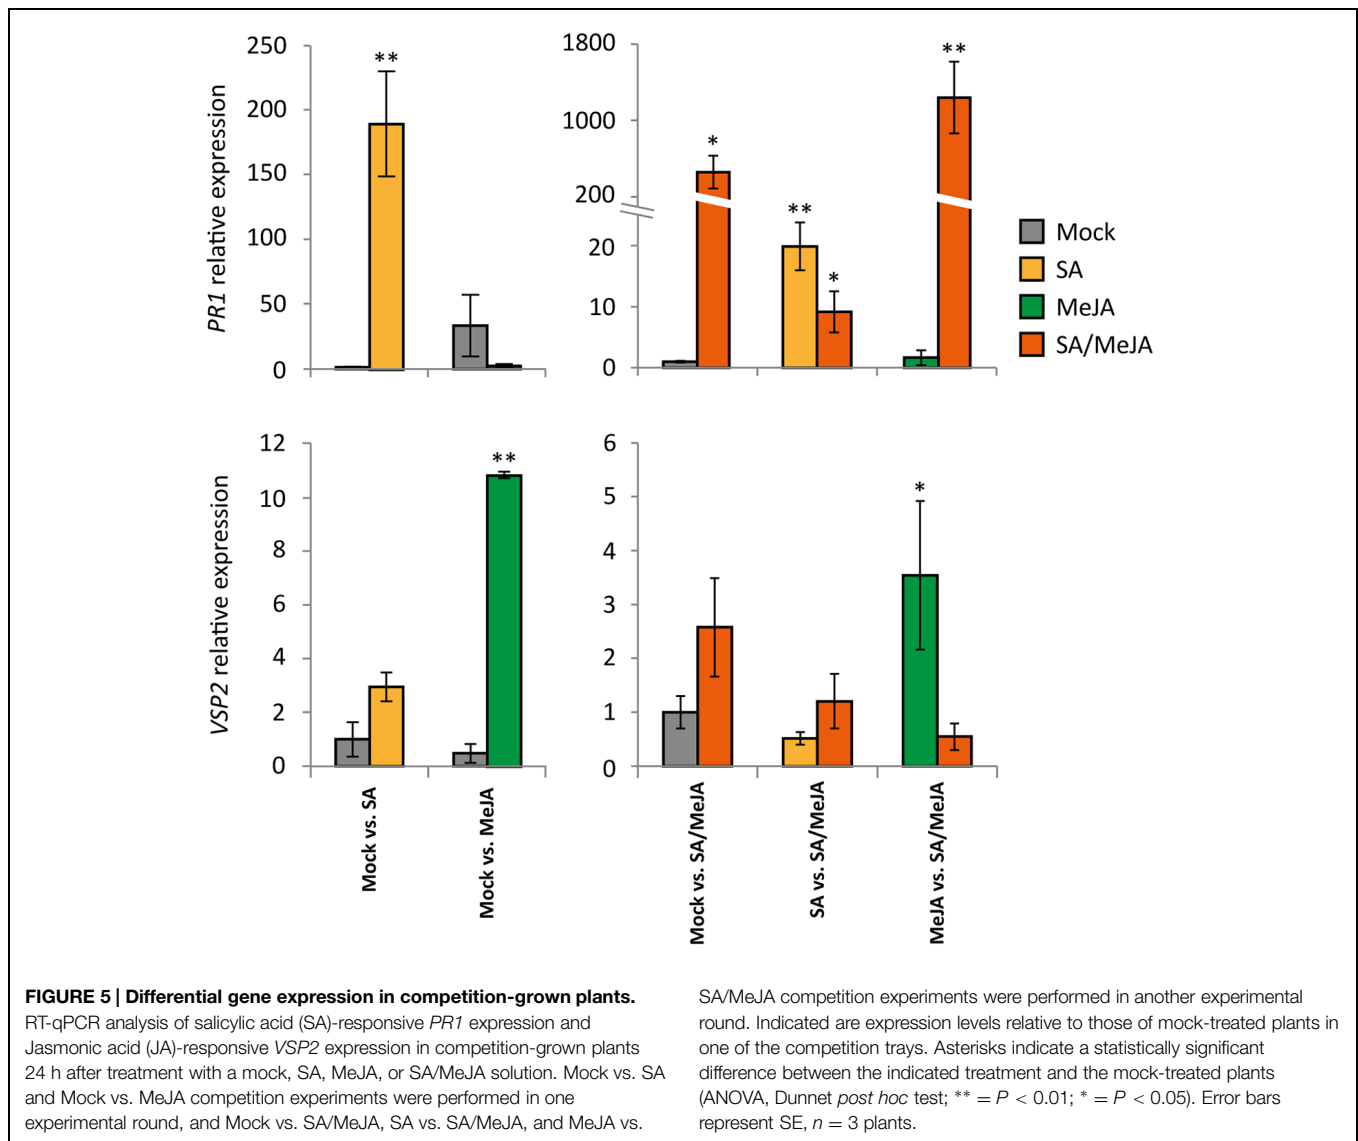 PR1 relative expression
250
200
150
100
50
0
**
1800
1000
200
20
10
0
*
**
*
**
Mock
SA
MeJA
SA/MeJA
VSP2 relative expression
12
10
8
6
4
2
0
**
6
5
4
3
2
1
0
*
Mock vs. SA
Mock vs. MeJA
Mock vs. SA/MeJA
SA vs. SA/MeJA
MeJA vs. SA/MeJA
FIGURE 5 | Differential gene expression in competition-grown plants.
RT-qPCR analysis of salicylic acid (SA)-responsive PR1 expression and
Jasmonic acid (JA)-responsive VSP2 expression in competition-grown plants
24 h after treatment with a mock, SA, MeJA, or SA/MeJA solution. Mock vs. SA
and Mock vs. MeJA competition experiments were performed in one
experimental round, and Mock vs. SA/MeJA, SA vs. SA/MeJA, and MeJA vs.
SA/MeJA competition experiments were performed in another experimental
round. Indicated are expression levels relative to those of mock-treated plants in
one of the competition trays. Asterisks indicate a statistically significant
difference between the indicated treatment and the mock-treated plants
(ANOVA, Dunnet post hoc test; ** = P < 0.01; * = P < 0.05). Error bars
represent SE, n = 3 plants.